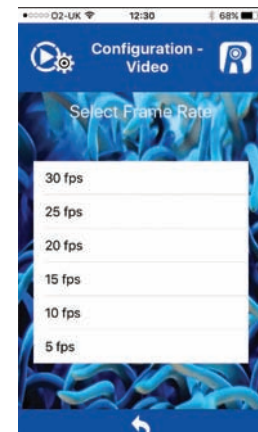 O2-UK 12:30 68%
Configuration -
Video
Select Frame Rate
30 fps
25 fps
20 fps
15 fps
10 fps
5 fps